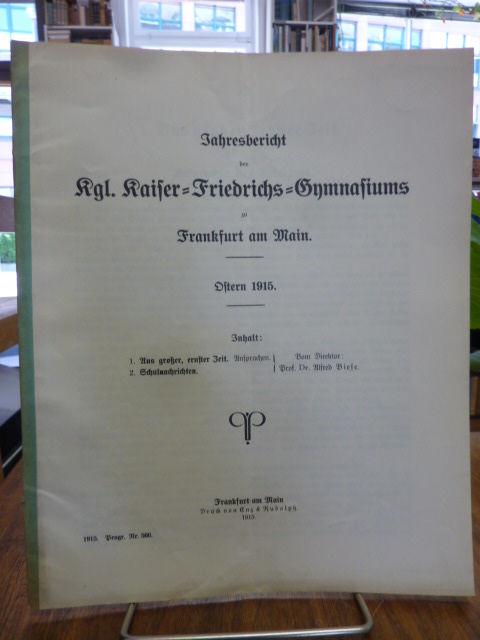 Jahresbericht
des
Kgl. Kaiser=Friedrichs=Gymnasiums
zu
Frankfurt am Main.
Ostern 1915.
Inhalt:
1. Aus großer, ernster Zeit. Ansprachen. Vom Direktor:
2. Schulnachrichten. Prof. Dr. Alfred Biese.
Frankfurt am Main
Druck von Enz & Rudolph.
1915.
1915. Progr. Nr. 560.